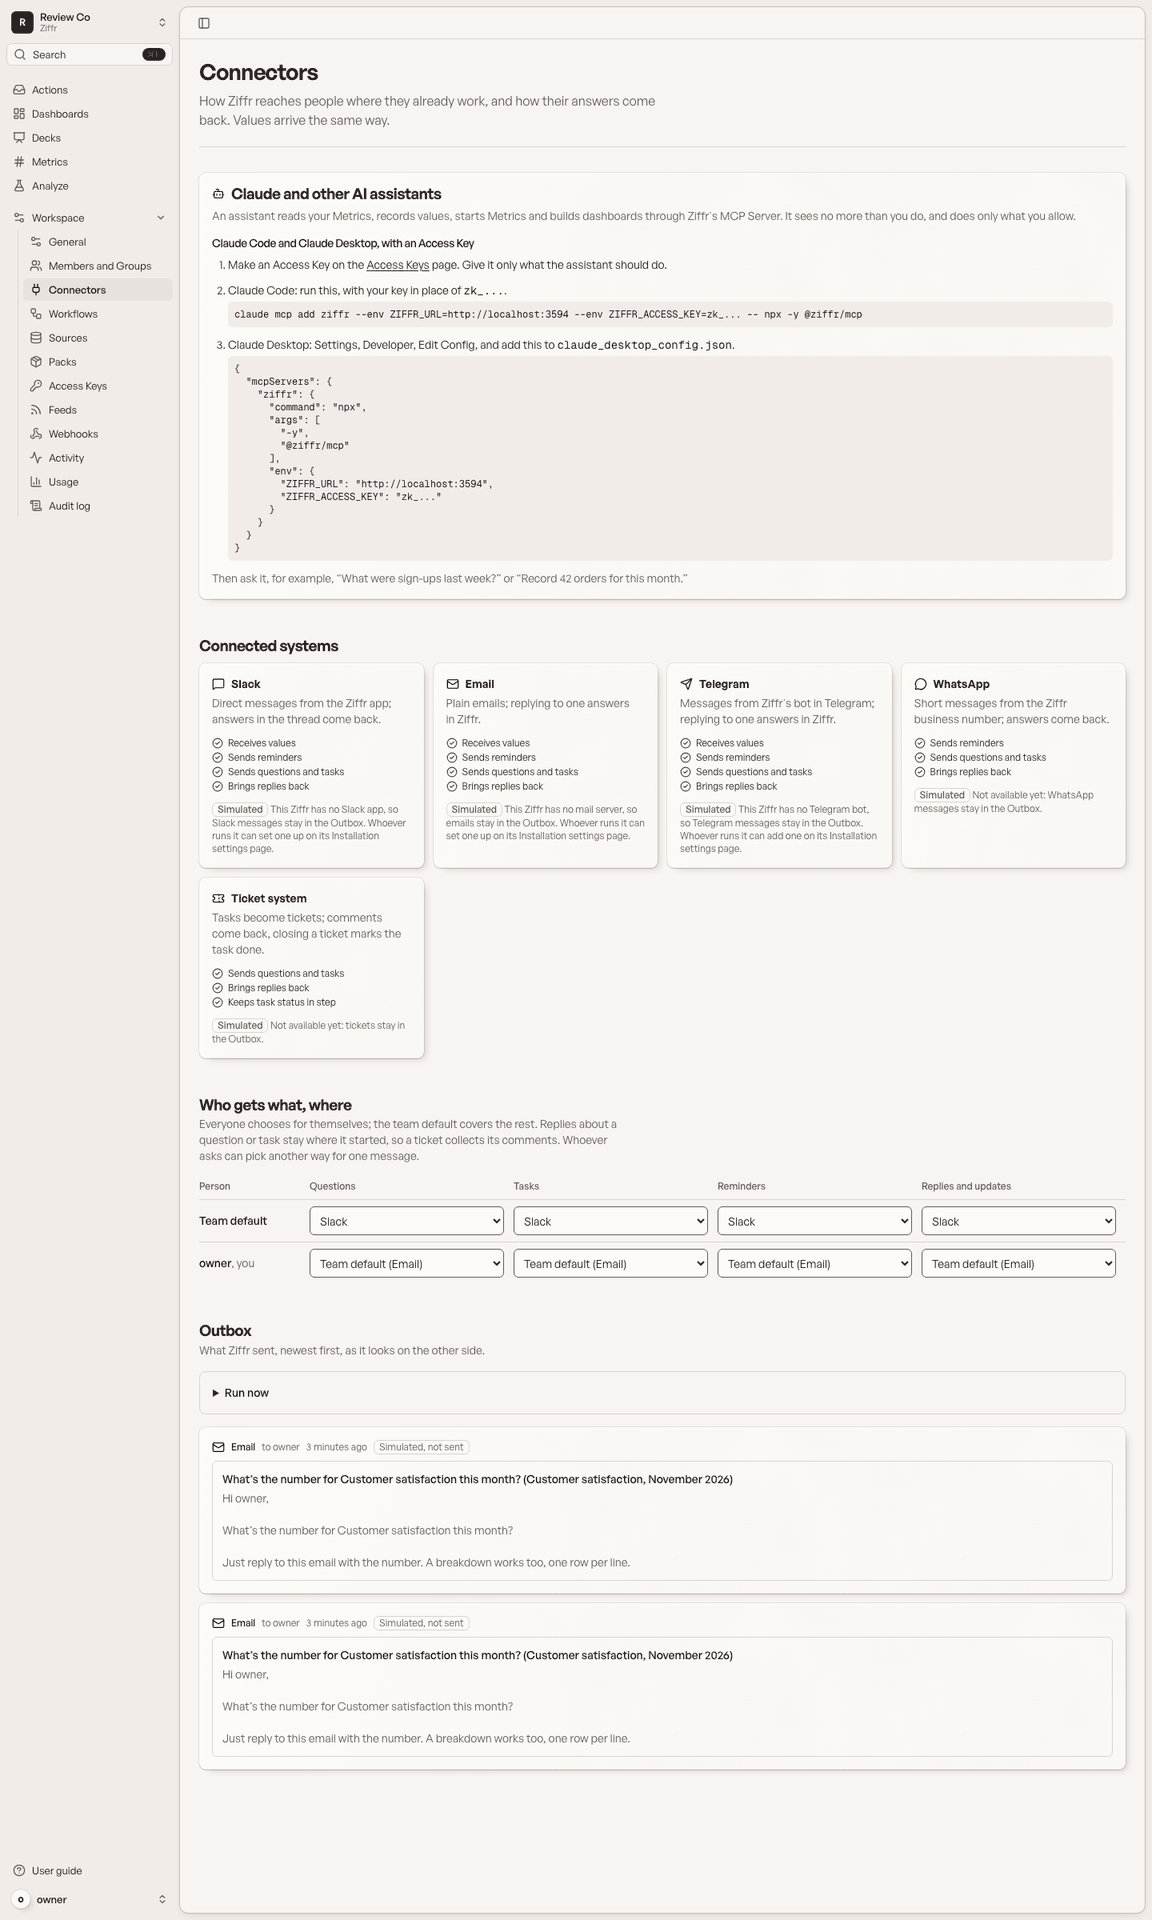 Review Co
Ziffr
Search
Actions
Dashboards
Decks
Metrics
Analyze
Workspace
General
Members and Groups
Connectors
Workflows
Sources
Packs
Access Keys
Feeds
Webhooks
Activity
Usage
Audit log
User guide
o owner
R
Connectors
How Ziffr reaches people where they already work, and how their answers come
back. Values arrive the same way.
Claude and other AI assistants
An assistant reads your Metrics, records values, starts Metrics and builds dashboards through Ziffr's MCP Server. It sees no more than you do, and does only what you allow.
Claude Code and Claude Desktop, with an Access Key
1. Make an Access Key on the Access Keys page. Give it only what the assistant should do.
2. Claude Code: run this, with your key in place of zk_....
claude mcp add ziffr --env ZIFFR_URL=http://localhost:3594 --env ZIFFR_ACCESS_KEY=zk_... -- npx -y @ziffr/mcp
3. Claude Desktop: Settings, Developer, Edit Config, and add this to claude_desktop_config.json.
{
  "mcpServers": {
    "ziffr": {
      "command": "npx",
      "args": [
        "-y",
        "@ziffr/mcp"
      ],
      "env": {
        "ZIFFR_URL": "http://localhost:3594",
        "ZIFFR_ACCESS_KEY": "zk_..."
      }
    }
  }
}
Then ask it, for example, “What were sign-ups last week?” or “Record 42 orders for this month.”
Connected systems
Slack
Direct messages from the Ziffr app;
answers in the thread come back.
Receives values
Sends reminders
Sends questions and tasks
Brings replies back
Simulated This Ziffr has no Slack app, so
Slack messages stay in the Outbox. Whoever
runs it can set one up on its Installation
settings page.
Email
Plain emails; replying to one answers
in Ziffr.
Receives values
Sends reminders
Sends questions and tasks
Brings replies back
Simulated This Ziffr has no mail server, so
emails stay in the Outbox. Whoever runs it can
set one up on its Installation settings page.
Telegram
Messages from Ziffr's bot in Telegram;
replying to one answers in Ziffr.
Receives values
Sends reminders
Sends questions and tasks
Brings replies back
Simulated This Ziffr has no Telegram bot,
so Telegram messages stay in the Outbox.
Whoever runs it can add one on its Installation
settings page.
WhatsApp
Short messages from the Ziffr
business number; answers come back.
Sends reminders
Sends questions and tasks
Brings replies back
Simulated Not available yet: WhatsApp
messages stay in the Outbox.
Ticket system
Tasks become tickets; comments
come back, closing a ticket marks the
task done.
Sends questions and tasks
Brings replies back
Keeps task status in step
Simulated Not available yet: tickets stay in
the Outbox.
Who gets what, where
Everyone chooses for themselves; the team default covers the rest. Replies about a
question or task stay where it started, so a ticket collects its comments. Whoever
asks can pick another way for one message.
Person Questions Tasks Reminders Replies and updates
Team default Slack Slack Slack Slack
owner, you Team default (Email) Team default (Email) Team default (Email) Team default (Email)
Outbox
What Ziffr sent, newest first, as it looks on the other side.
Run now
Email to owner 3 minutes ago Simulated, not sent
What's the number for Customer satisfaction this month? (Customer satisfaction, November 2026)
Hi owner,
What's the number for Customer satisfaction this month?
Just reply to this email with the number. A breakdown works too, one row per line.
Email to owner 3 minutes ago Simulated, not sent
What's the number for Customer satisfaction this month? (Customer satisfaction, November 2026)
Hi owner,
What's the number for Customer satisfaction this month?
Just reply to this email with the number. A breakdown works too, one row per line.